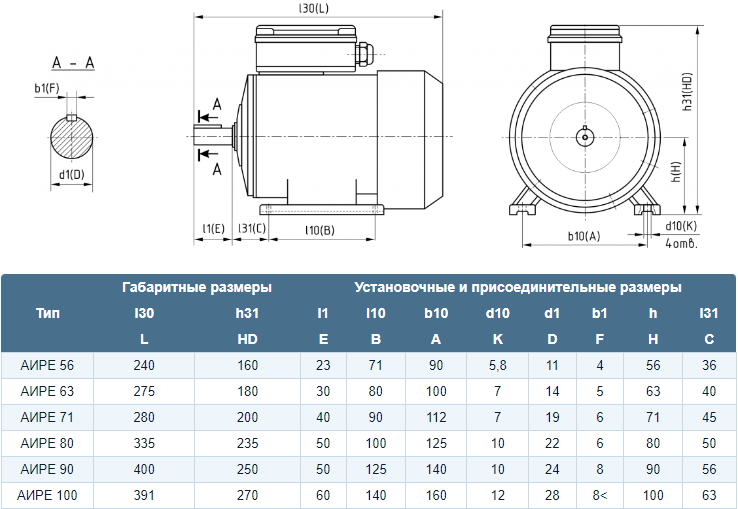 l30(L)
A - A
b1(F)
d1(D)
A
A
l1(E) l31(C) l10(B)
h31(HD)
h(H)
d10(K)
b10(A)
4 отв.
Габаритные размеры Установочные и присоединительные размеры
Тип l30 h31 l1 l10 b10 d10 d1 b1 h l31
L HD E B A K D F H C
АИРЕ 56 240 160 23 71 90 5,8 11 4 56 36
АИРЕ 63 275 180 30 80 100 7 14 5 63 40
АИРЕ 71 280 200 40 90 112 7 19 6 71 45
АИРЕ 80 335 235 50 100 125 10 22 6 80 50
АИРЕ 90 400 250 50 125 140 10 24 8 90 56
АИРЕ 100 391 270 60 140 160 12 28 8< 100 63